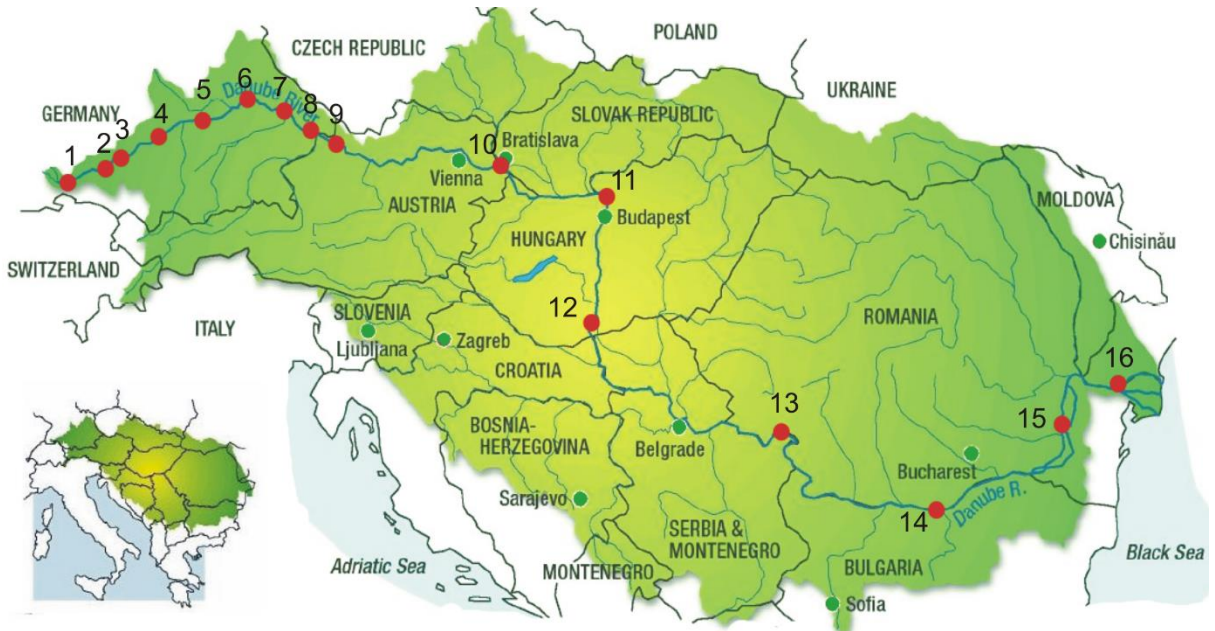 POLAND
CZECH REPUBLIC
UKRAINE
6
7
5
Danube River
8
9
GERMANY
4
3
2
1
SLOVAK REPUBLIC
10
Bratislava
Vienna
11
AUSTRIA
Budapest
MOLDOVA
Chisinău
HUNGARY
SWITZERLAND
12
SLOVENIA
ITALY
Ljubljana
Zagreb
ROMANIA
CROATIA
16
13
15
BOSNIA-
HERZEGOVINA
Belgrade
Bucharest
Sarajevo
Danube R.
14
SERBIA &
MONTENEGRO
Adriatic Sea
MONTENEGRO
BULGARIA
Black Sea
Sofia